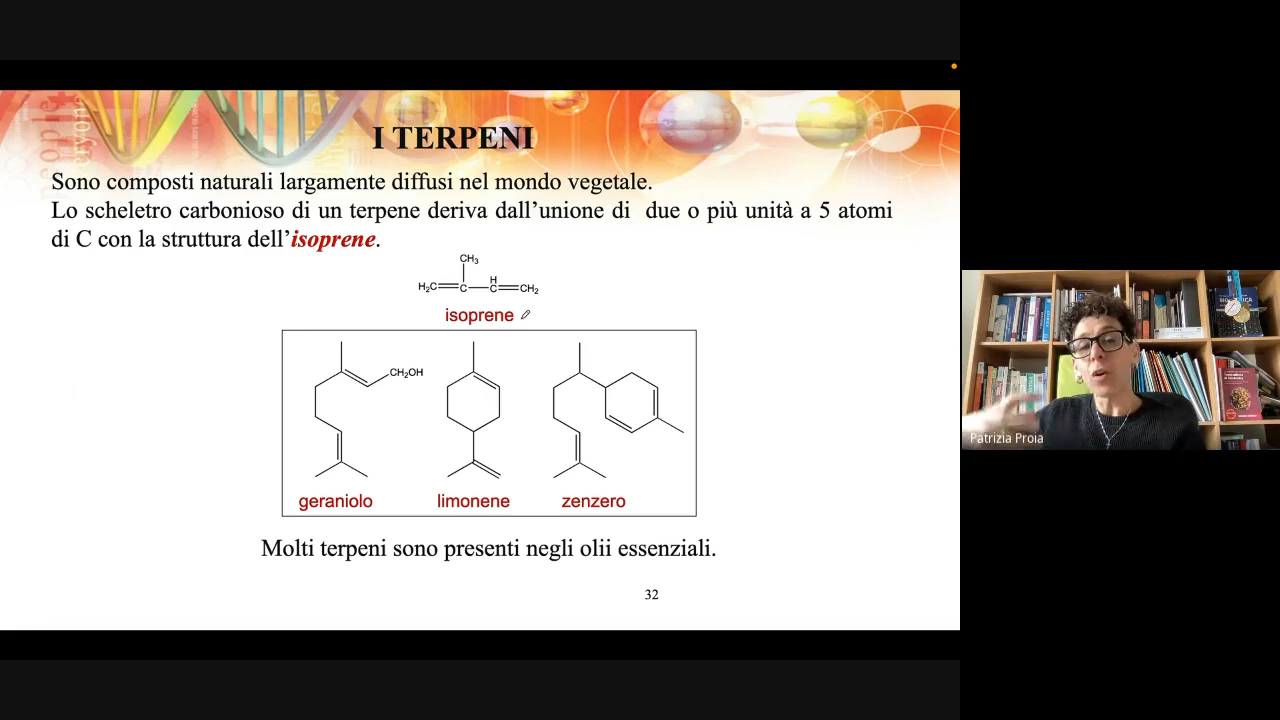 I TERPENI
Sono composti naturali largamente diffusi nel mondo vegetale.
Lo scheletro carbonioso di un terpene deriva dall'unione di due o più unità a 5 atomi
di C con la struttura dell'isoprene.
CH₃
H₂C C H C CH₂
isoprene
CH₂OH
geraniolo limonene zenzero
Molti terpeni sono presenti negli olii essenziali.
32
Patrizia Proia